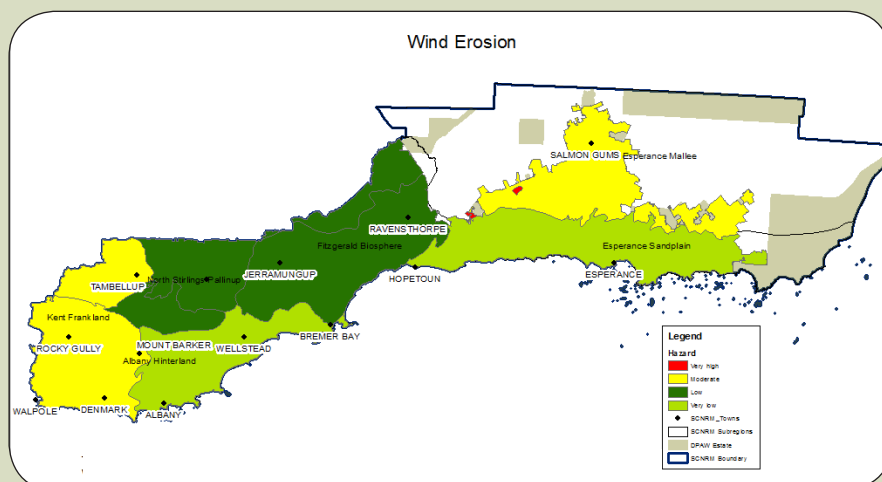 Wind Erosion
SALMON GUMS
Esperance Mallee
RAVENSTHORPE
Fitzgerald Biosphere
Esperance Sandplain
JERRAMUNGUP
HOPETOUN
ESPERANCE
North Stirlings Pallinup
TAMBELLUP
Kent Frankland
BREMER BAY
ROCKY GULLY
MOUNT BARKER
WELLSTEAD
Albany Hinterland
WALPOLE
DENMARK
ALBANY
Legend
Hazard
Very high
Moderate
Low
Very low
SCNRM_Towns
SCNRM Subregions
DPAW Estate
SCNRM Boundary